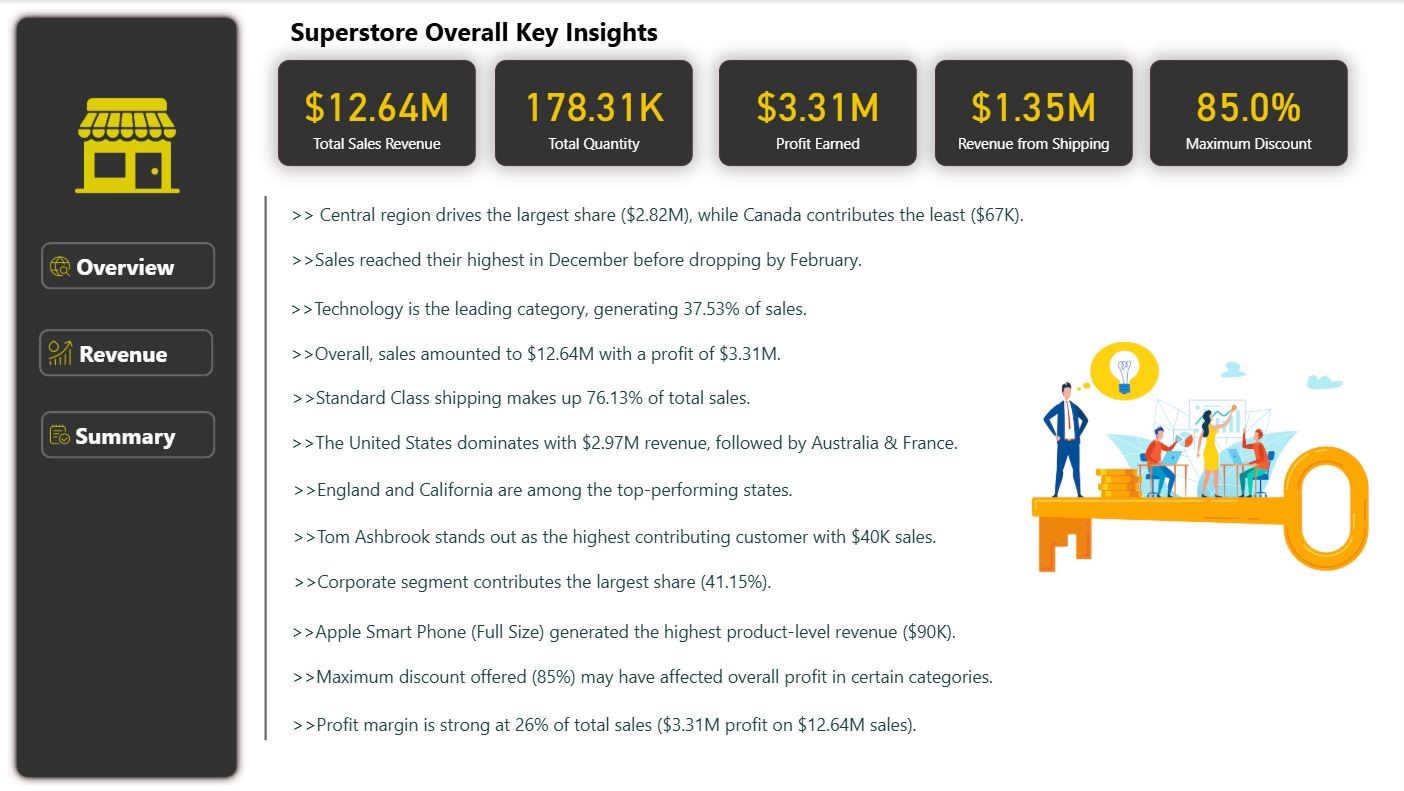 Superstore Overall Key Insights
$12.64M
Total Sales Revenue
178.31K
Total Quantity
$3.31M
Profit Earned
$1.35M
Revenue from Shipping
85.0%
Maximum Discount
Overview
Revenue
Summary
>> Central region drives the largest share ($2.82M), while Canada contributes the least ($67K).
>>Sales reached their highest in December before dropping by February.
>>Technology is the leading category, generating 37.53% of sales.
>>Overall, sales amounted to $12.64M with a profit of $3.31M.
>>Standard Class shipping makes up 76.13% of total sales.
>>The United States dominates with $2.97M revenue, followed by Australia & France.
>>England and California are among the top-performing states.
>>Tom Ashbrook stands out as the highest contributing customer with $40K sales.
>>Corporate segment contributes the largest share (41.15%).
>>Apple Smart Phone (Full Size) generated the highest product-level revenue ($90K).
>>Maximum discount offered (85%) may have affected overall profit in certain categories.
>>Profit margin is strong at 26% of total sales ($3.31M profit on $12.64M sales).